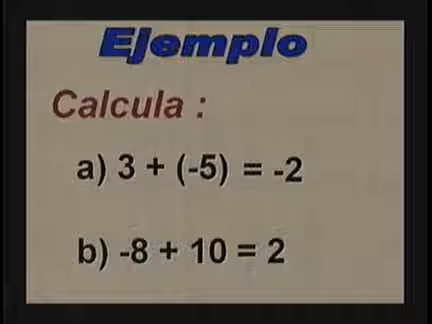 Ejemplo
Calcula :
a) 3 + (-5) = -2
b) -8 + 10 = 2